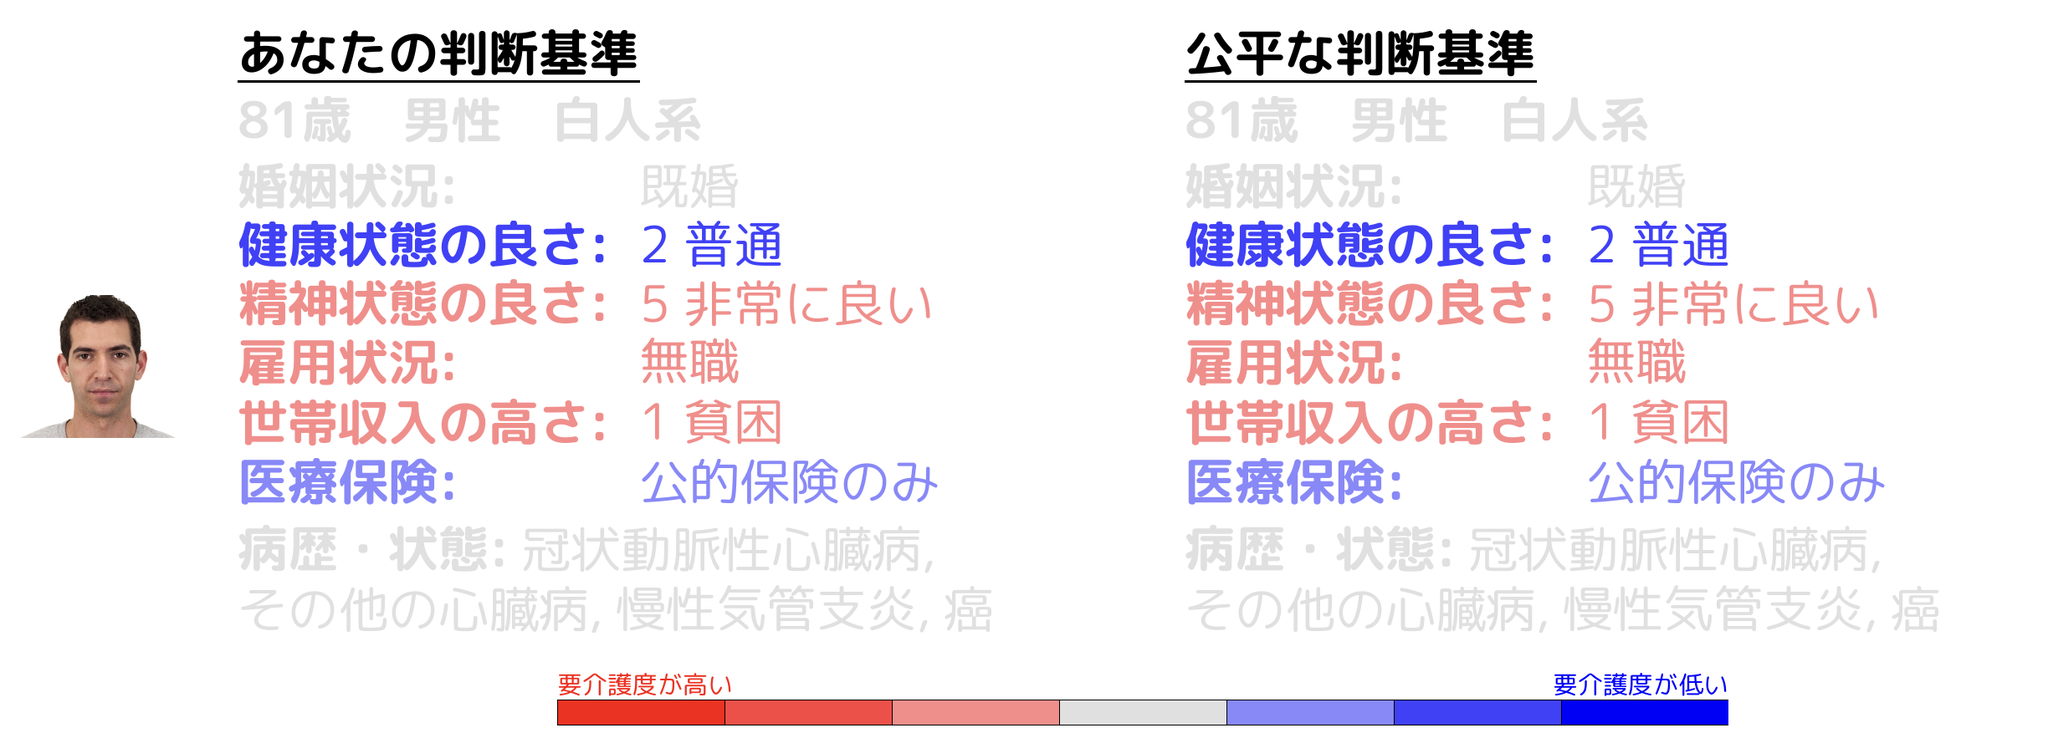 あなたの判断基準
81歳　男性　白人系
婚姻状況: 既婚
健康状態の良さ: 2 普通
精神状態の良さ: 5 非常に良い
雇用状況: 無職
世帯収入の高さ: 1 貧困
医療保険: 公的保険のみ
病歴・状態: 冠状動脈性心臓病,
その他の心臓病, 慢性気管支炎, 癌
公平な判断基準
81歳　男性　白人系
婚姻状況: 既婚
健康状態の良さ: 2 普通
精神状態の良さ: 5 非常に良い
雇用状況: 無職
世帯収入の高さ: 1 貧困
医療保険: 公的保険のみ
病歴・状態: 冠状動脈性心臓病,
その他の心臓病, 慢性気管支炎, 癌
要介護度が高い
要介護度が低い